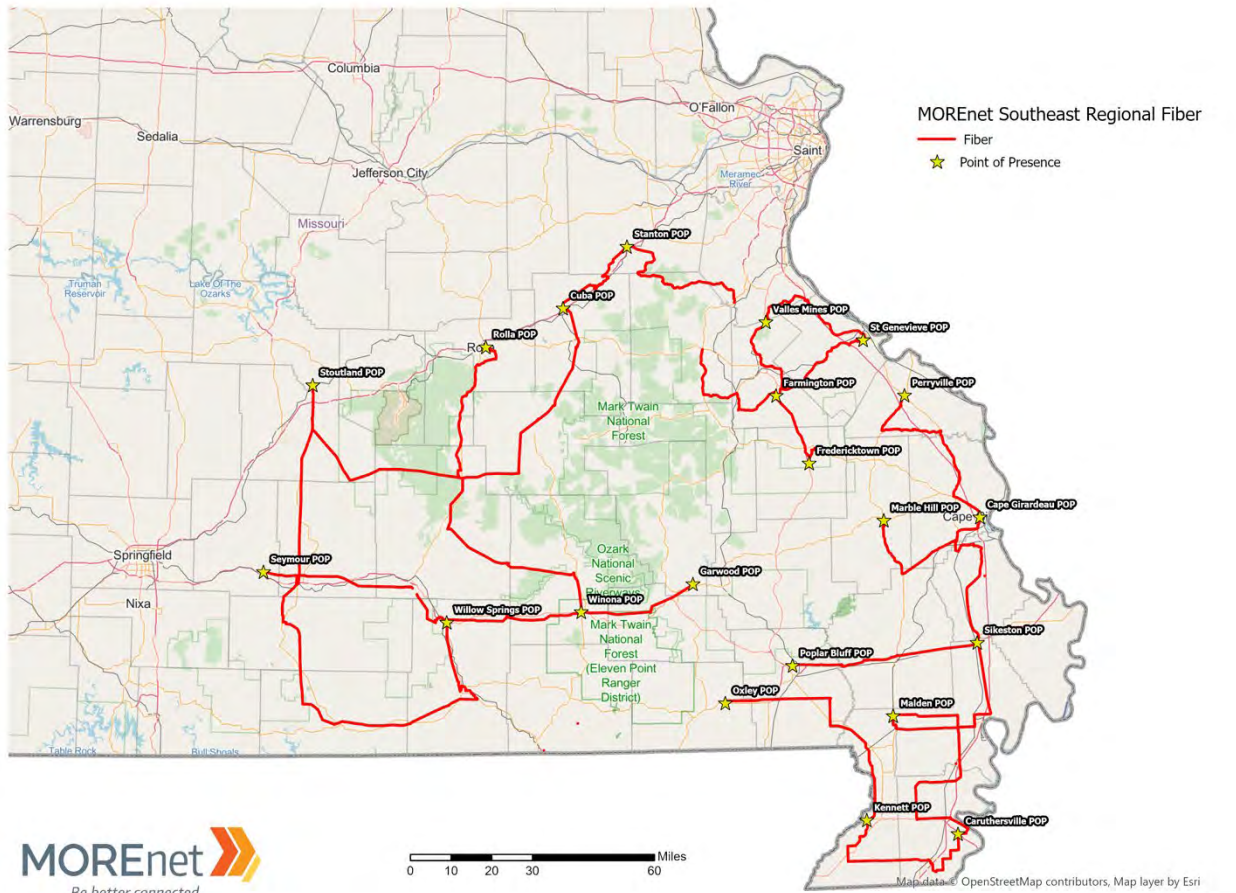 Columbia
O'Fallon
Warrensburg
Sedalia
Saint
Jefferson City
Meramec
River
Missouri
MOREnet Southeast Regional Fiber
Fiber
Point of Presence
Stanton POP
Truman
Reservoir
Lake Of The
Ozarks
Cuba POP
Valles Mines POP
St Genevieve POP
Rolla POP
Stoutland POP
Farmington POP
Perryville POP
Mark Twain
National
Forest
Fredericktown POP
Marble Hill POP
Cape Girardeau POP
Cape
Springfield
Seymour POP
Ozark
National
Scenic
Riverways
Garwood POP
Nixa
Willow Springs POP
Winona POP
Mark Twain
National
Forest
(Eleven Point
Ranger
District)
Sikeston POP
Poplar Bluff POP
Oxley POP
Malden POP
Table Rock
Bull Shoals
Kennett POP
Caruthersville POP
MOREnet
Be better connected
Miles
0 10 20 30 60
Map data © OpenStreetMap contributors, Map layer by Esri